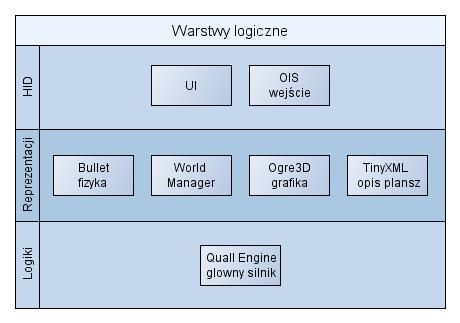 Warstwy logiczne
HID
UI
OIS
wejście
Reprezentacji
Bullet
fizyka
World
Manager
Ogre3D
grafika
TinyXML
opis plansz
Logiki
Quall Engine
glowny silnik